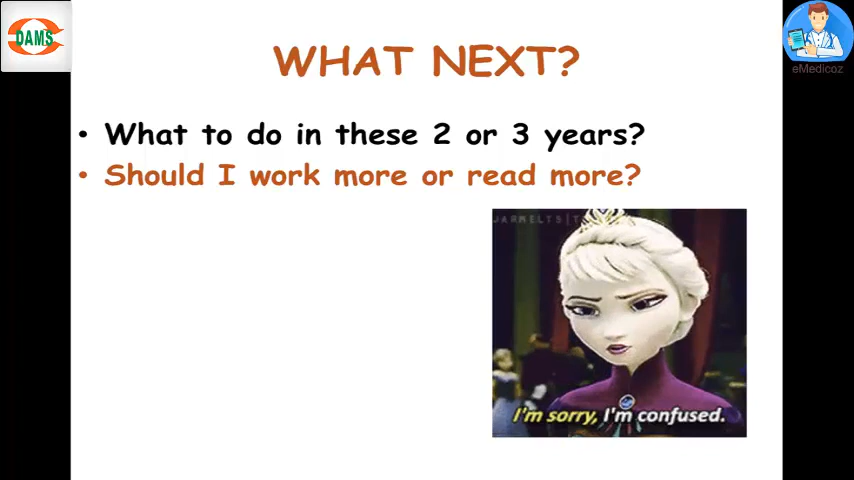 DAMS
eMedicoz
WHAT NEXT?
• What to do in these 2 or 3 years?
• Should I work more or read more?
JARMELTS|T
I'm sorry, I'm confused.